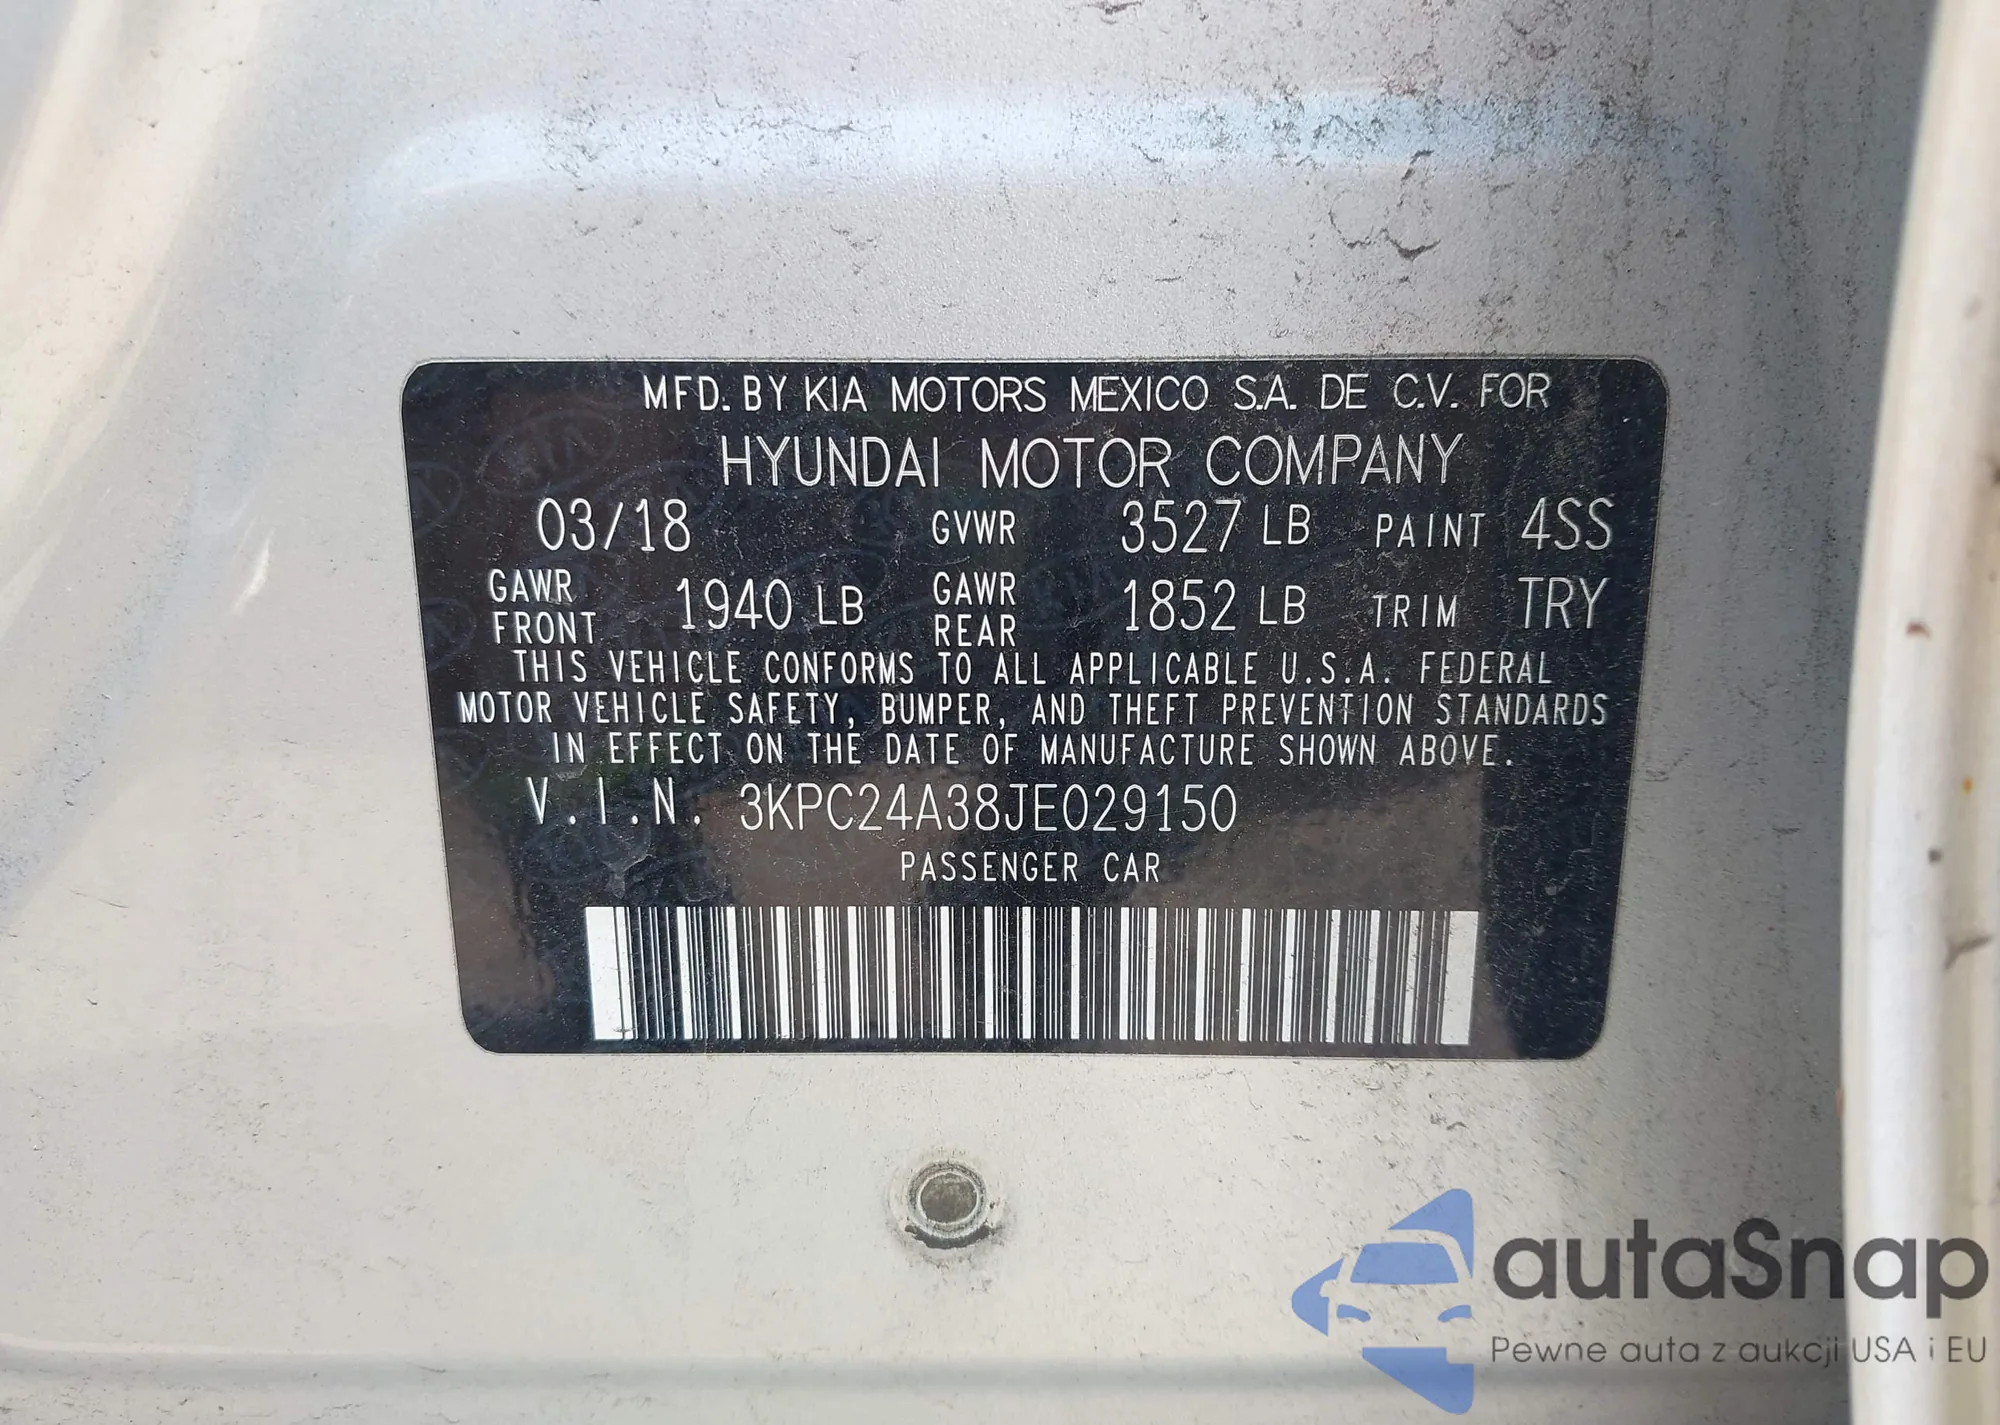 MFD. BY KIA MOTORS MEXICO S.A. DE C.V. FOR
HYUNDAI MOTOR COMPANY
03/18 GVWR 3527 LB PAINT 4SS
GAWR FRONT 1940 LB GAWR REAR 1852 LB TRIM TRY
THIS VEHICLE CONFORMS TO ALL APPLICABLE U.S.A. FEDERAL
MOTOR VEHICLE SAFETY, BUMPER, AND THEFT PREVENTION STANDARDS
IN EFFECT ON THE DATE OF MANUFACTURE SHOWN ABOVE.
V.I.N. 3KPC24A38JE029150
PASSENGER CAR
autaSnap
Pewne auta z aukcji USA i EU